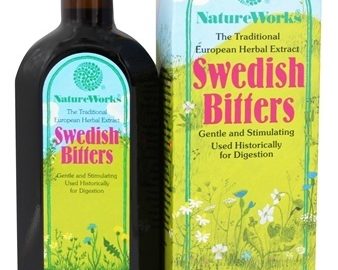 NatureWorks
The Traditional
European Herbal Extract
Swedish
Bitters
Gentle and Stimulating
Used Historically
for Digestion
NatureWorks
The Traditional
European Herbal Extract
Swedish
Bitters
Gentle and Stimulating
Used Historically
for Digestion